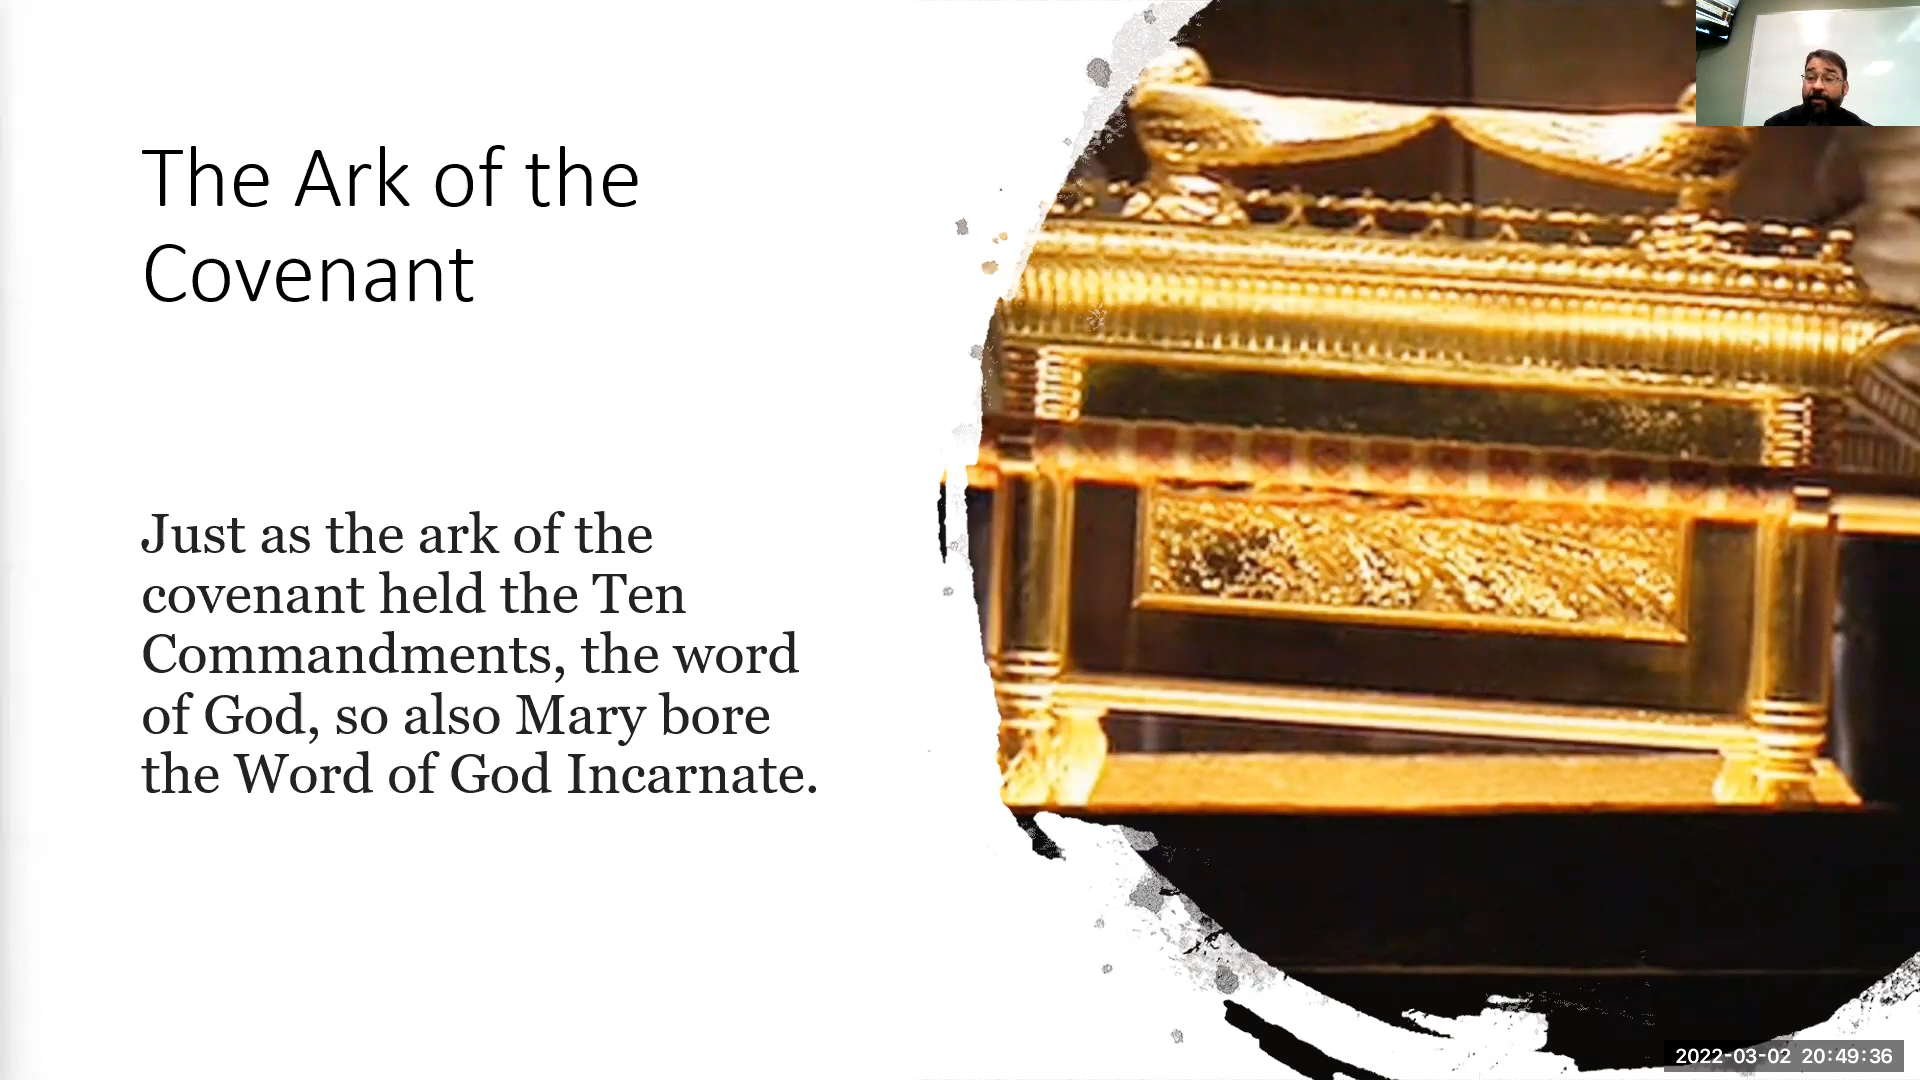 The Ark of the
Covenant
Just as the ark of the
covenant held the Ten
Commandments, the word
of God, so also Mary bore
the Word of God Incarnate.
2022-03-02 20:49:36